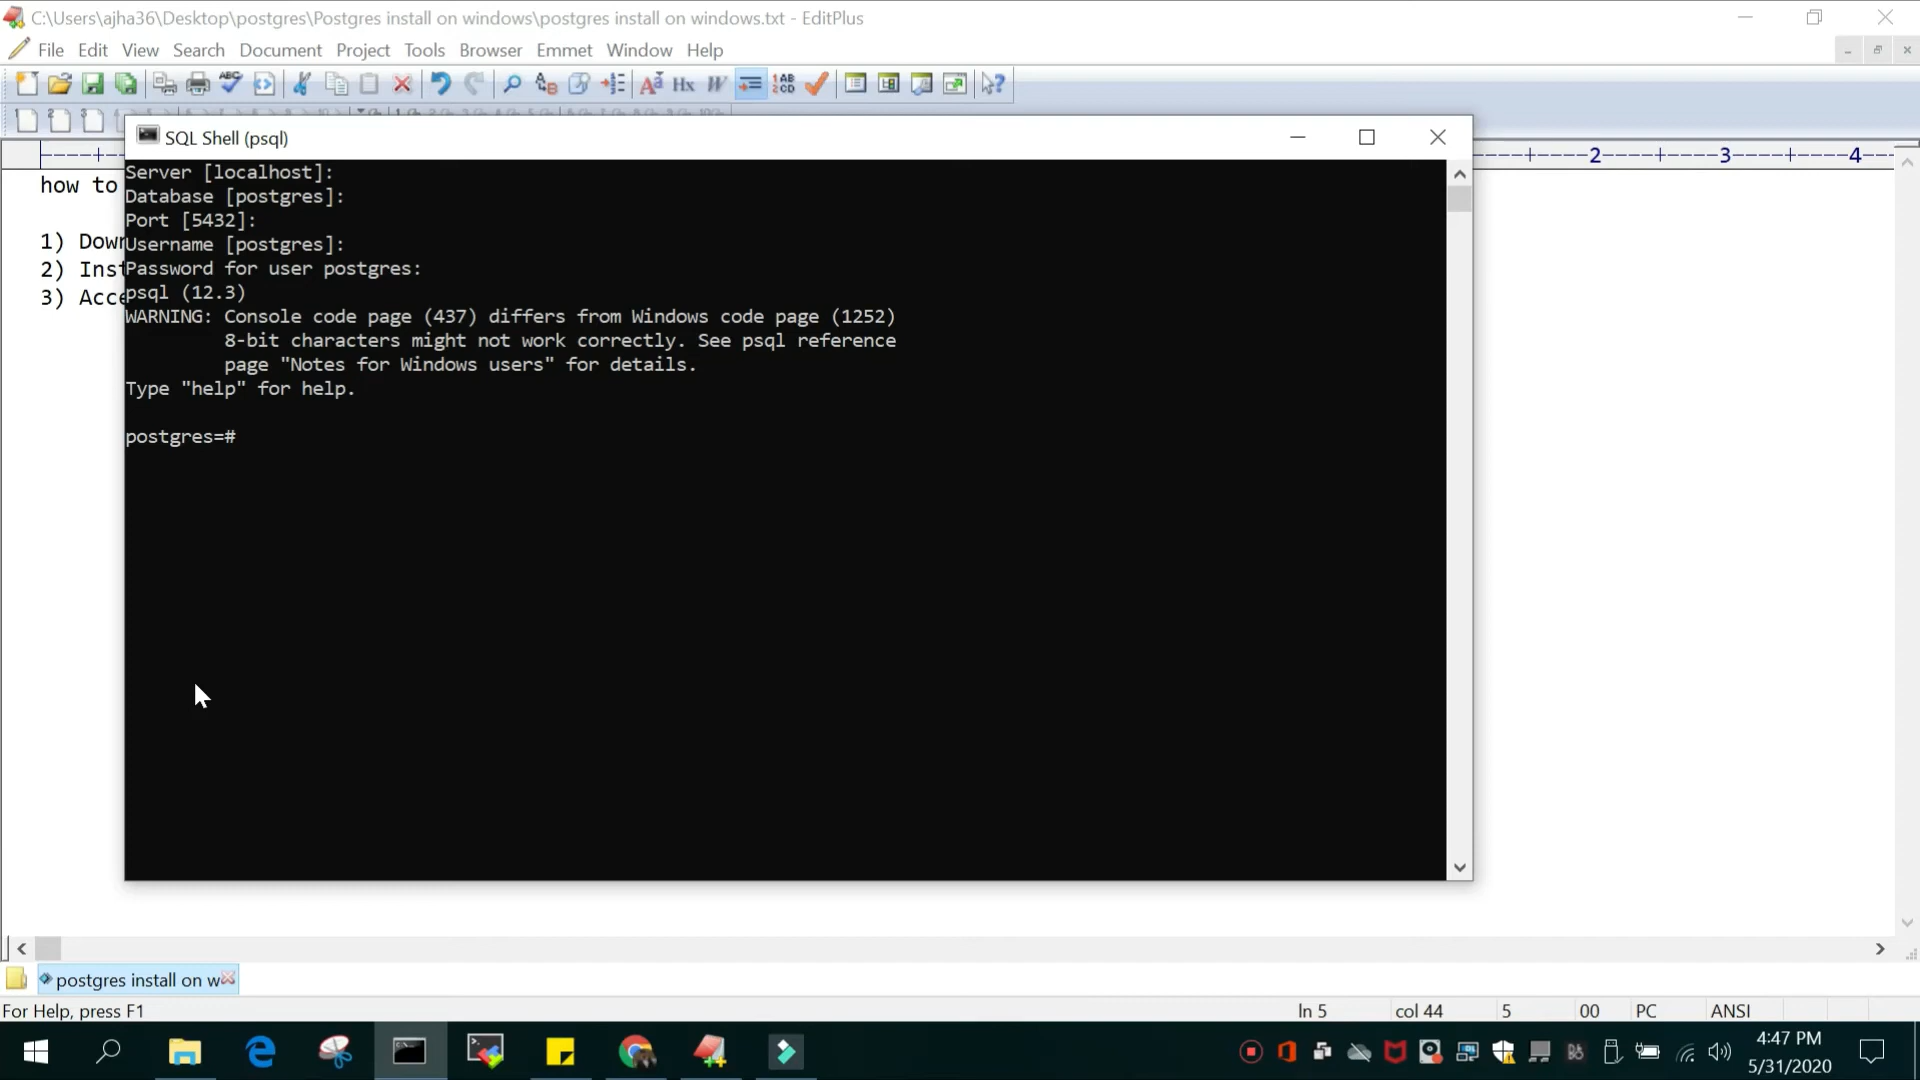 C:\Users\ajha36\Desktop\postgres\Postgres install on windows\postgres install on windows.txt - EditPlus
File Edit View Search Document Project Tools Browser Emmet Window Help
SQL Shell (psql)
----+---- ----+----2----+----3----+----4----
how to
1) Down
2) Inst
3) Acce
Server [localhost]:
Database [postgres]:
Port [5432]:
Username [postgres]:
Password for user postgres:
psql (12.3)
WARNING: Console code page (437) differs from Windows code page (1252)
8-bit characters might not work correctly. See psql reference
page "Notes for Windows users" for details.
Type "help" for help.
postgres=#
postgres install on w
For Help, press F1
ln 5 col 44 5 00 PC ANSI
4:47 PM
5/31/2020